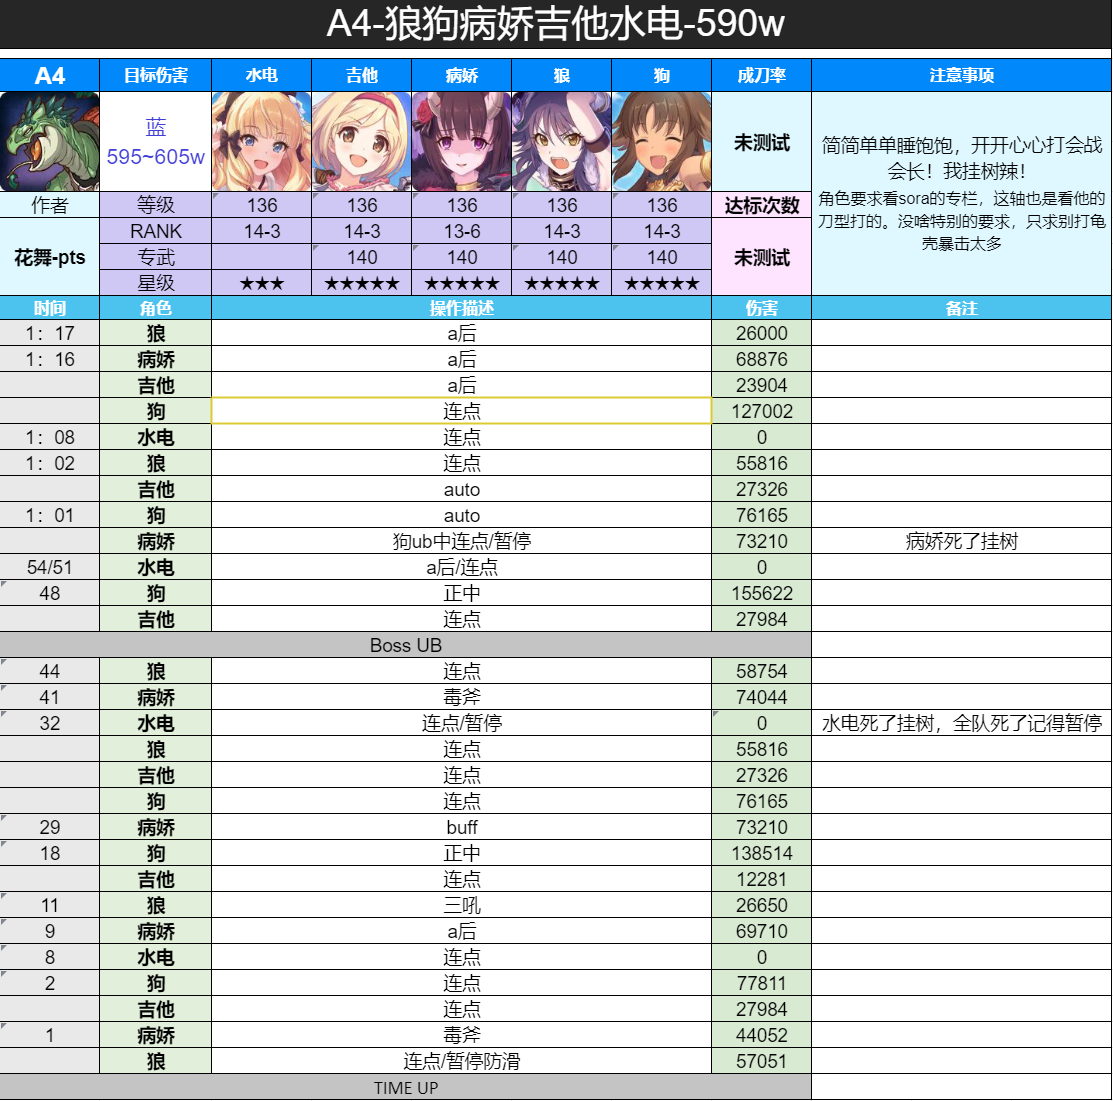 A4-狼狗病娇吉他水电-590w
A4 目标伤害 水电 吉他 病娇 狼 狗 成刀率 注意事项
蓝
595~605w
未测试
简简单单睡饱饱，开开心心打会战
会长！我挂树辣！
角色要求看sora的专栏，这轴也是看他的
刀型打的。没啥特别的要求，只求别打龟
壳暴击太多
作者 等级 136 136 136 136 136 达标次数
花舞-pts RANK 14-3 14-3 13-6 14-3 14-3 未测试
专武 140 140 140 140
星级 ★★★ ★★★★★ ★★★★★ ★★★★★ ★★★★★
时间 角色 操作描述 伤害 备注
1：17 狼 a后 26000
1：16 病娇 a后 68876
吉他 a后 23904
狗 连点 127002
1：08 水电 连点 0
1：02 狼 连点 55816
吉他 auto 27326
1：01 狗 auto 76165
病娇 狗ub中连点/暂停 73210 病娇死了挂树
54/51 水电 a后/连点 0
48 狗 正中 155622
吉他 连点 27984
Boss UB
44 狼 连点 58754
41 病娇 毒斧 74044
32 水电 连点/暂停 0 水电死了挂树，全队死了记得暂停
狼 连点 55816
吉他 连点 27326
狗 连点 76165
29 病娇 buff 73210
18 狗 正中 138514
吉他 连点 12281
11 狼 三吼 26650
9 病娇 a后 69710
8 水电 连点 0
2 狗 连点 77811
吉他 连点 27984
1 病娇 毒斧 44052
狼 连点/暂停防滑 57051
TIME UP